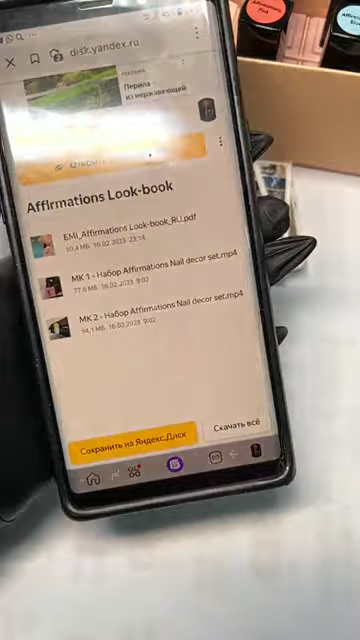 disk.yandex.ru
РЕКЛАМА
Перила
из нержавеющей
Affirmations Look-book
EMI_Affirmations Look-book_RU.pdf
10,4 МБ 16.02.2023 23:14
МК 1 - Набор Affirmations Nail decor set.mp4
77,6 МБ 16.02.2023 9:02
МК 2 - Набор Affirmations Nail decor set.mp4
94,1 МБ 16.02.2023 9:02
Сохранить на Яндекс.Диск
Скачать всё